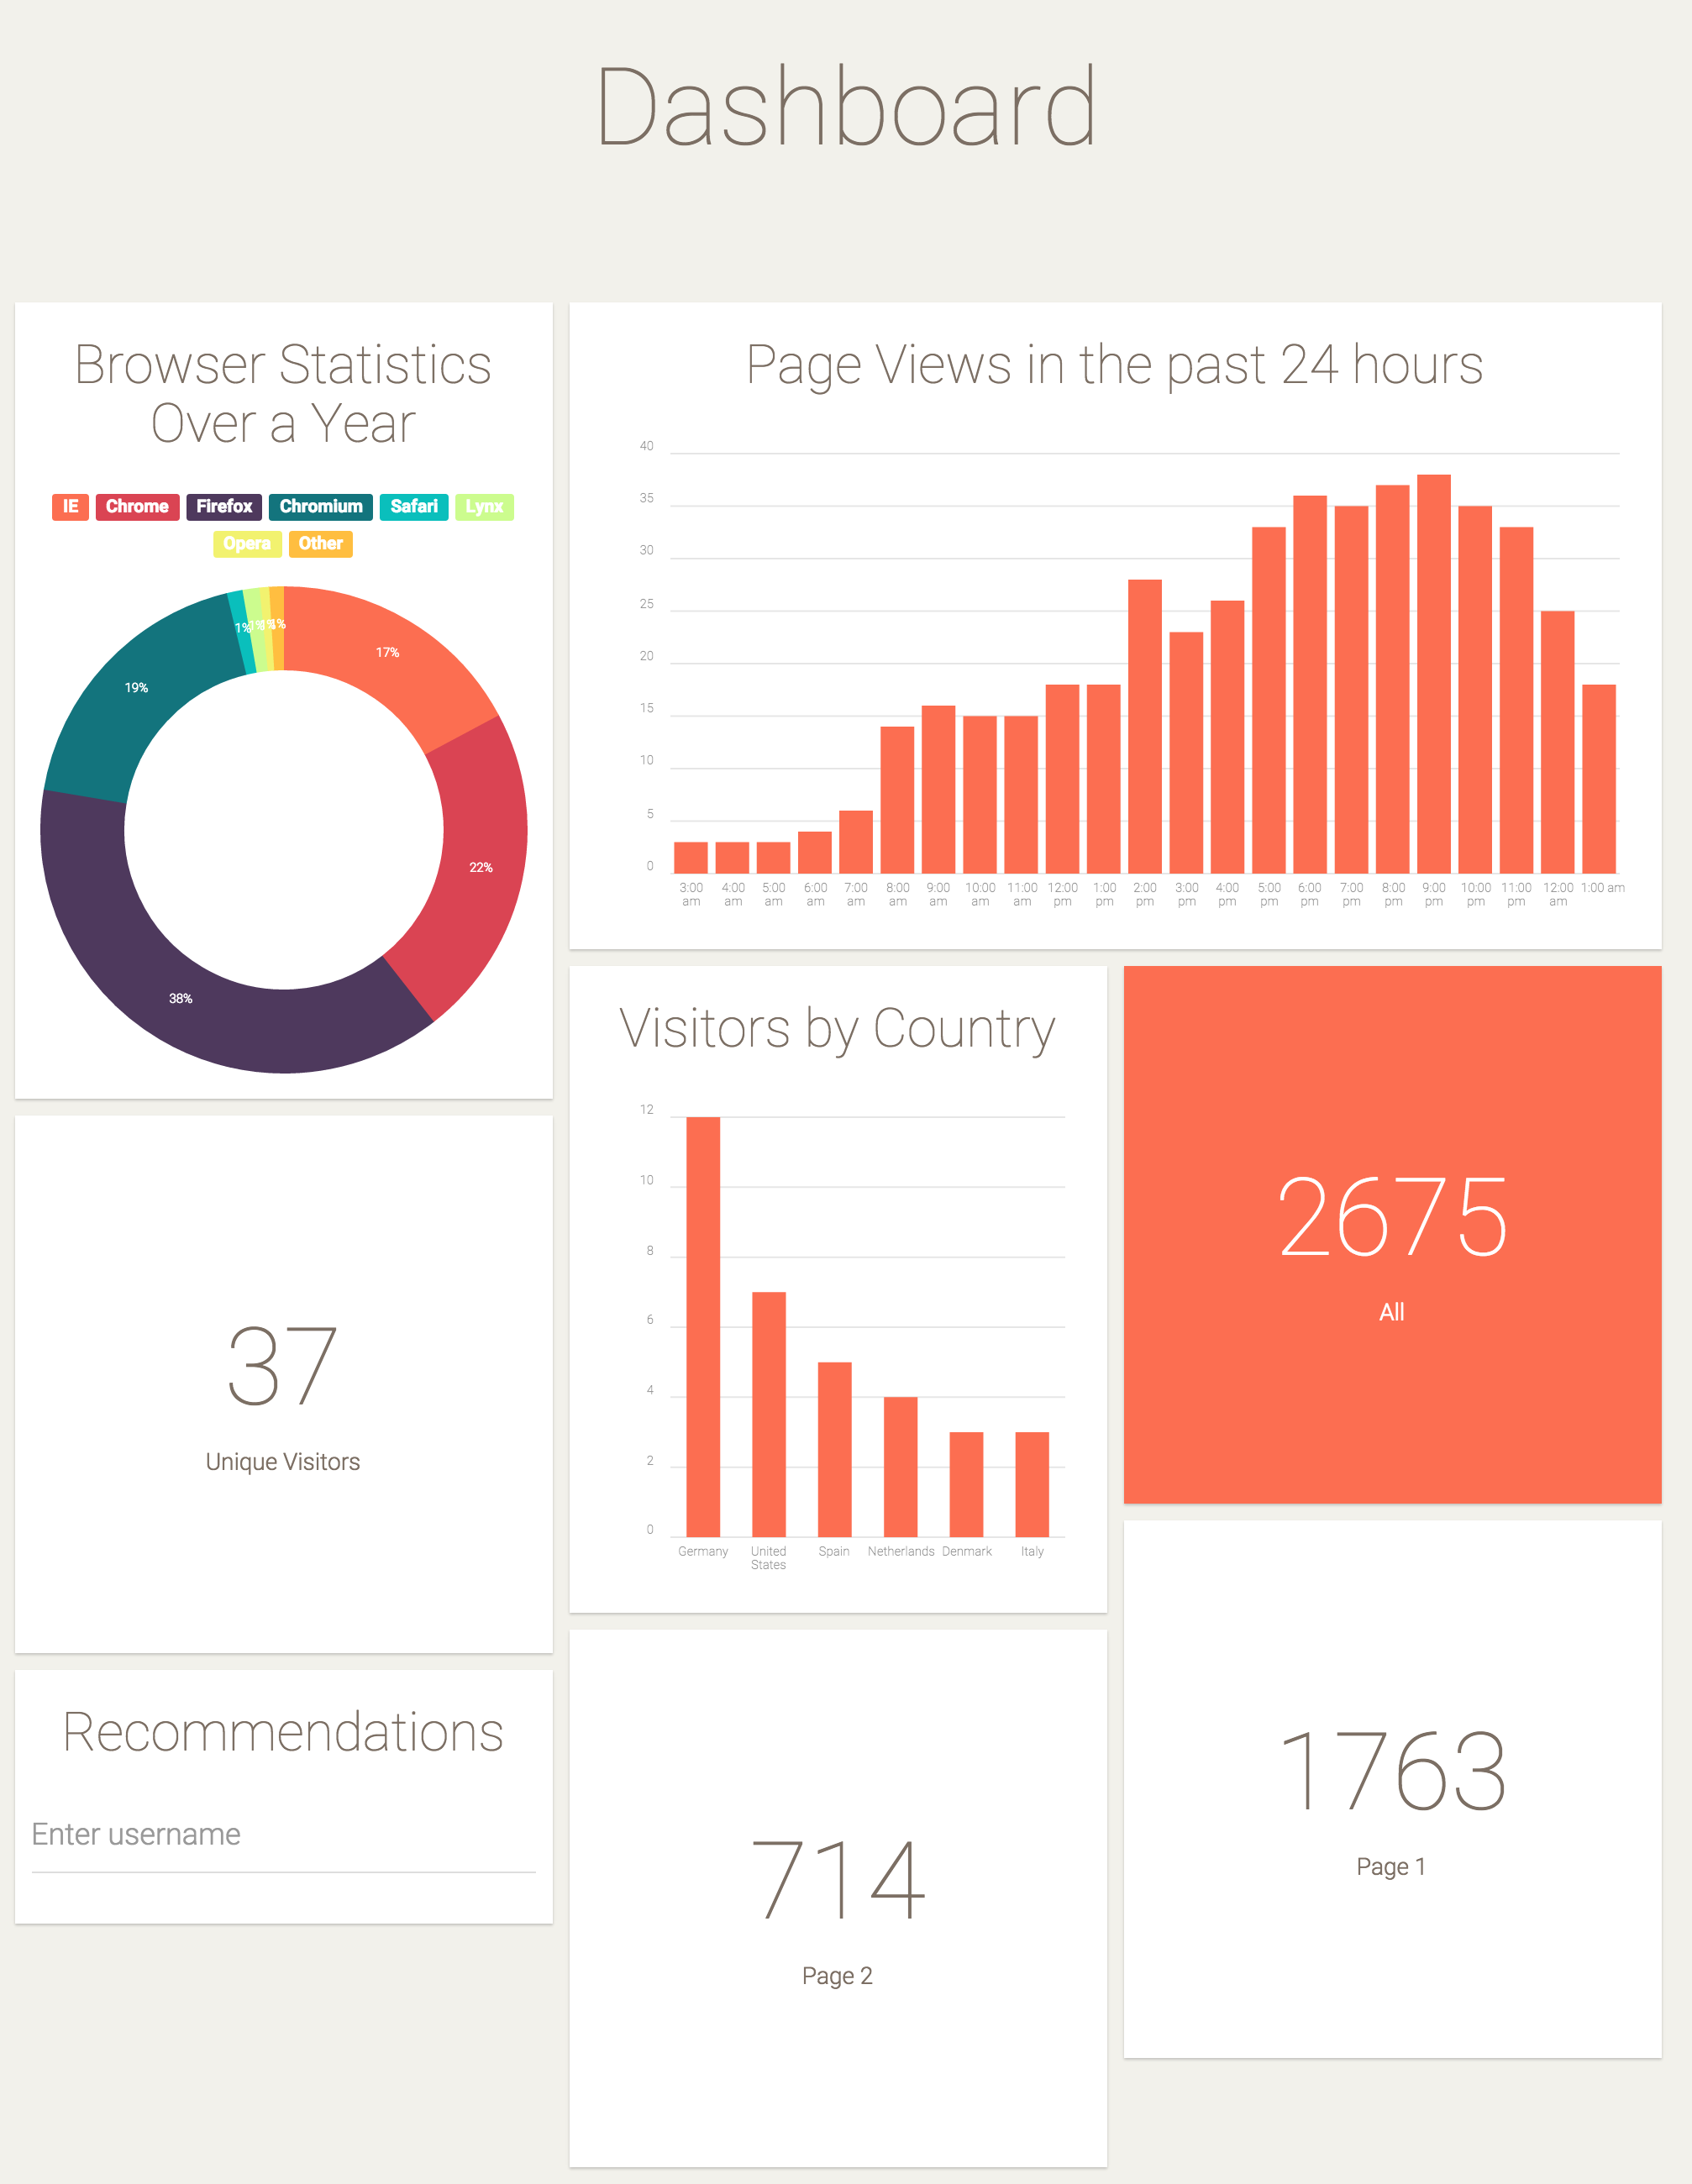 Dashboard
Browser Statistics
Over a Year
IE Chrome Firefox Chromium Safari Lynx
Opera Other
17%
22%
38%
19%
1%
1%
1%
1%
Page Views in the past 24 hours
40
35
30
25
20
15
10
5
0
3:00 4:00 5:00 6:00 7:00 8:00 9:00 10:00 11:00 12:00 1:00 2:00 3:00 4:00 5:00 6:00 7:00 8:00 9:00 10:00 11:00 12:00 1:00 am
am am am am am am am am am pm pm pm pm pm pm pm pm pm pm pm pm am
Visitors by Country
12
10
8
6
4
2
0
Germany United Spain Netherlands Denmark Italy
States
2675
All
37
Unique Visitors
Recommendations
Enter username
714
Page 2
1763
Page 1